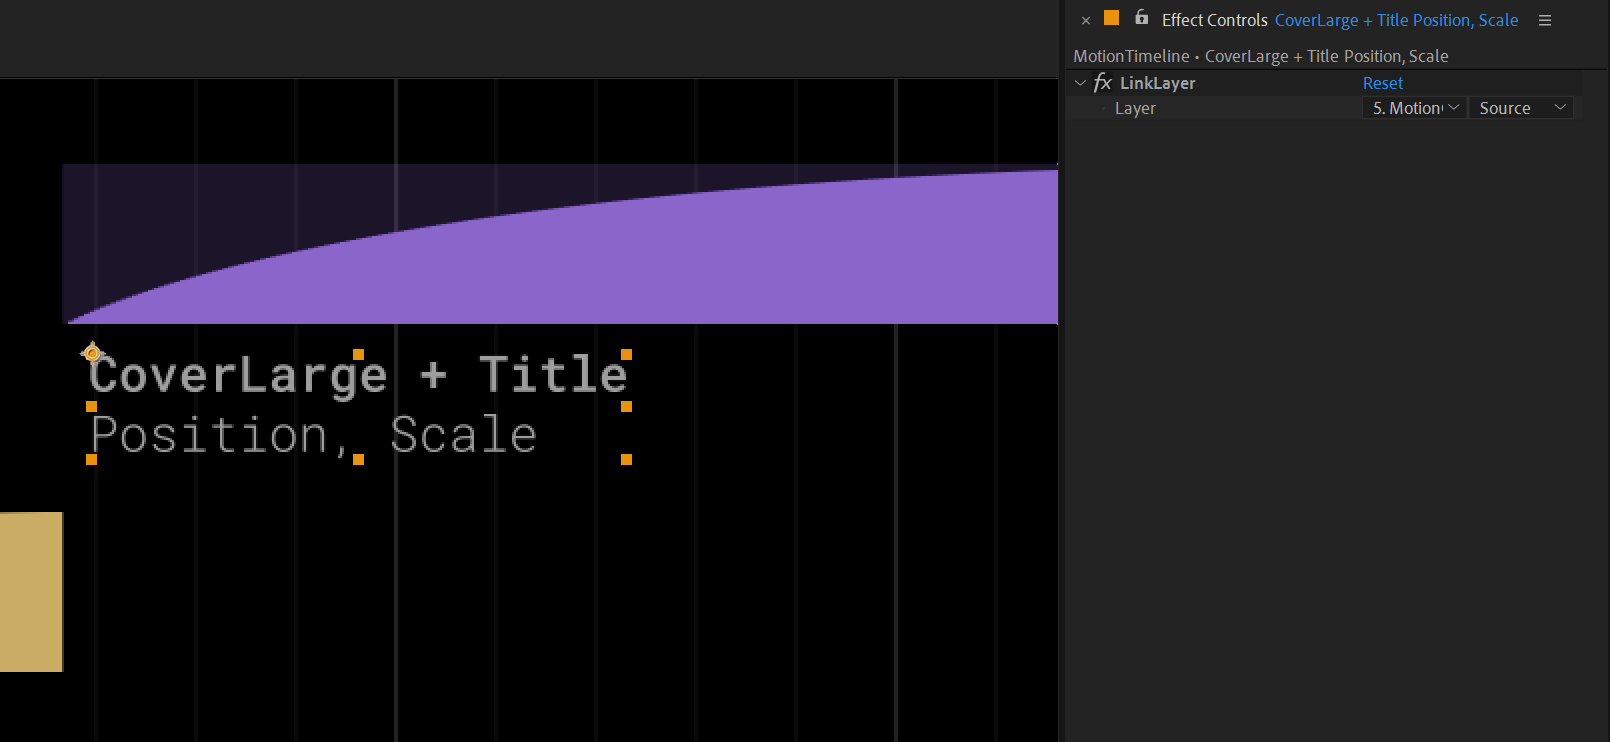 × Effect Controls CoverLarge + Title Position, Scale ☰
MotionTimeline • CoverLarge + Title Position, Scale
fx LinkLayer Reset
Layer 5. Motion Source
CoverLarge + Title
Position, Scale